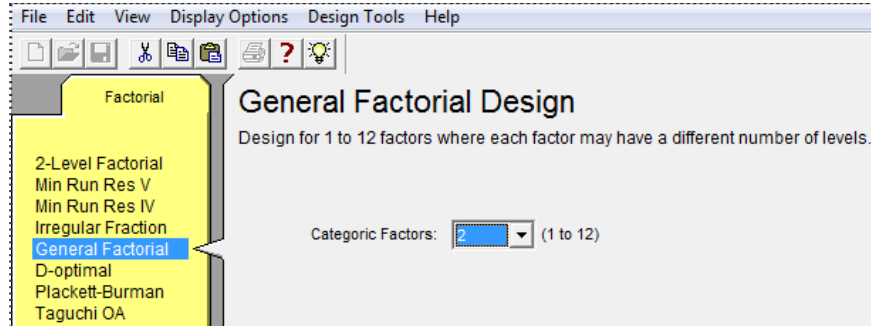 File Edit View Display Options Design Tools Help
Factorial
General Factorial Design
Design for 1 to 12 factors where each factor may have a different number of levels.
2-Level Factorial
Min Run Res V
Min Run Res IV
Irregular Fraction
General Factorial
D-optimal
Plackett-Burman
Taguchi OA
Categoric Factors: 2 (1 to 12)